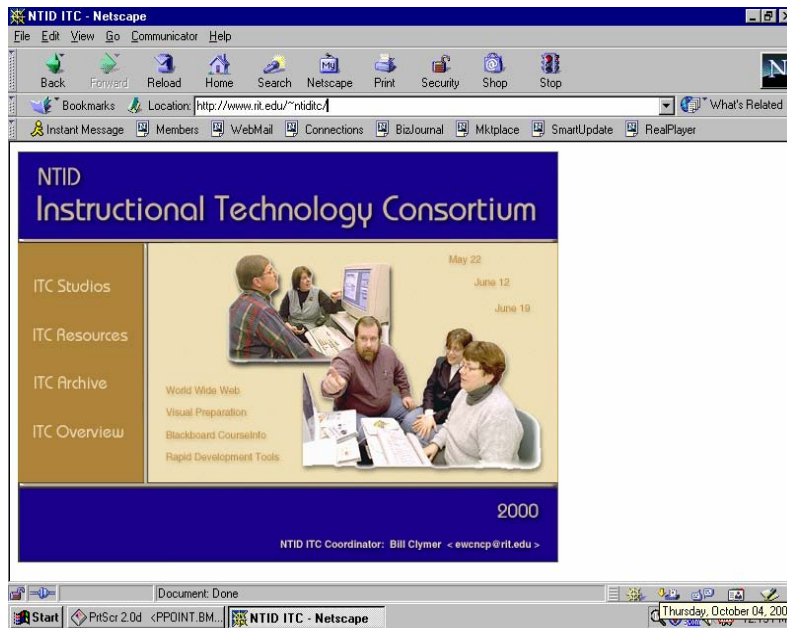 NTID ITC - Netscape
File Edit View Go Communicator Help
Back Forward Reload Home Search Netscape Print Security Shop Stop
Bookmarks Location: http://www.rit.edu/~ntiditc/ What's Related
Instant Message Members WebMail Connections BizJournal Mktplace SmartUpdate RealPlayer
NTID
Instructional Technology Consortium
May 22
June 12
June 19
ITC Studios
ITC Resources
ITC Archive
ITC Overview
World Wide Web
Visual Preparation
Blackboard CourseInfo
Rapid Development Tools
2000
NTID ITC Coordinator: Bill Clymer < ewcncp@rit.edu >
Document: Done
Start PrtScr 2.0d <PPOINT.BM... NTID ITC - Netscape Thursday, October 04, 200